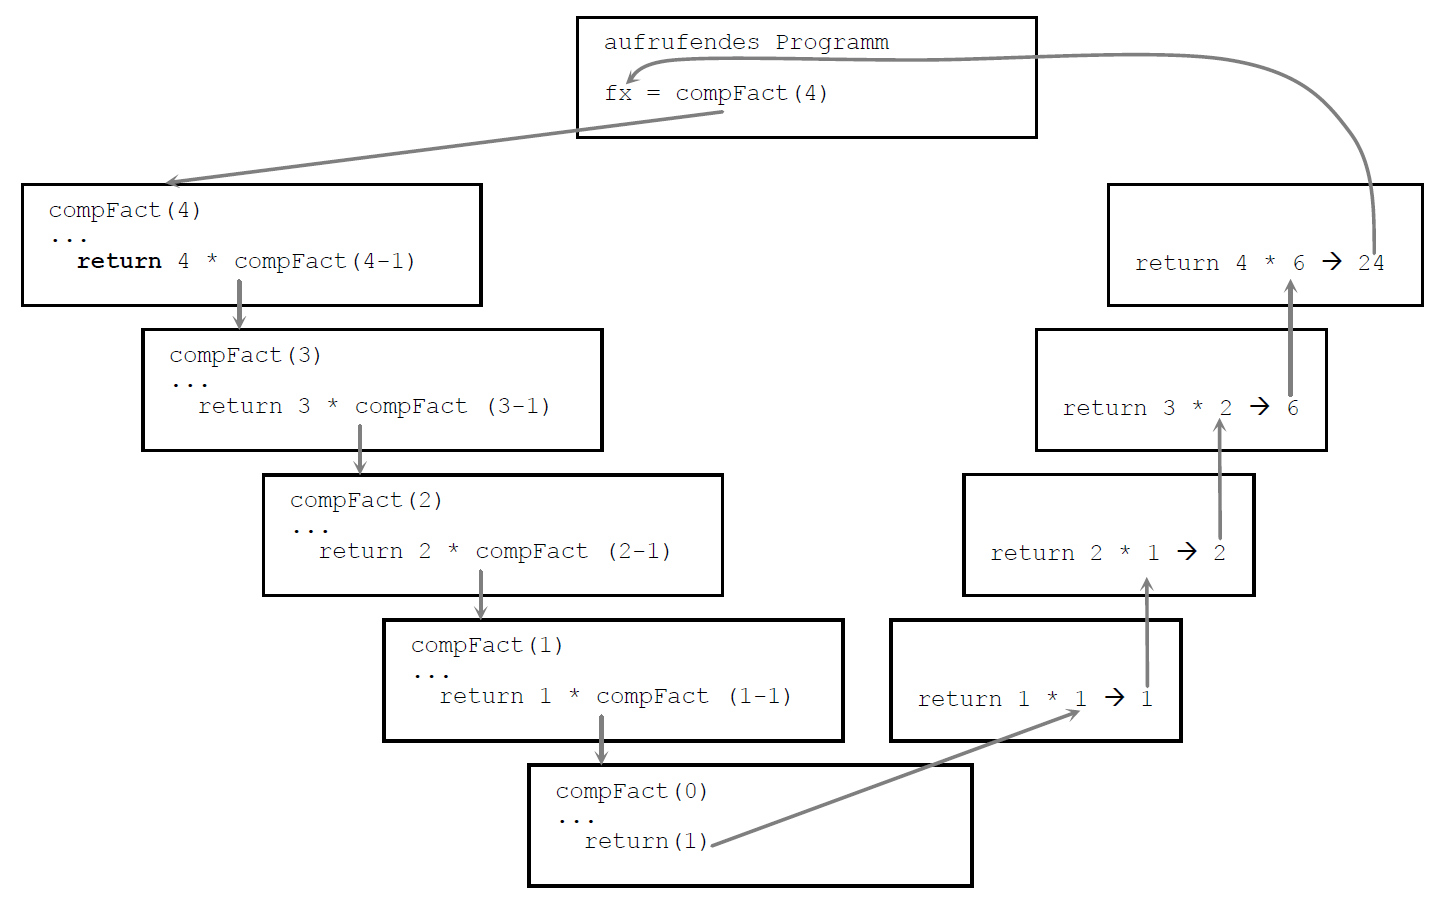 aufrufendes Programm
fx = compFact(4)
compFact(4)
...
return 4 * compFact(4-1)
compFact(3)
...
return 3 * compFact (3-1)
compFact(2)
...
return 2 * compFact (2-1)
compFact(1)
...
return 1 * compFact (1-1)
compFact(0)
...
return(1)
return 1 * 1 → 1
return 2 * 1 → 2
return 3 * 2 → 6
return 4 * 6 → 24